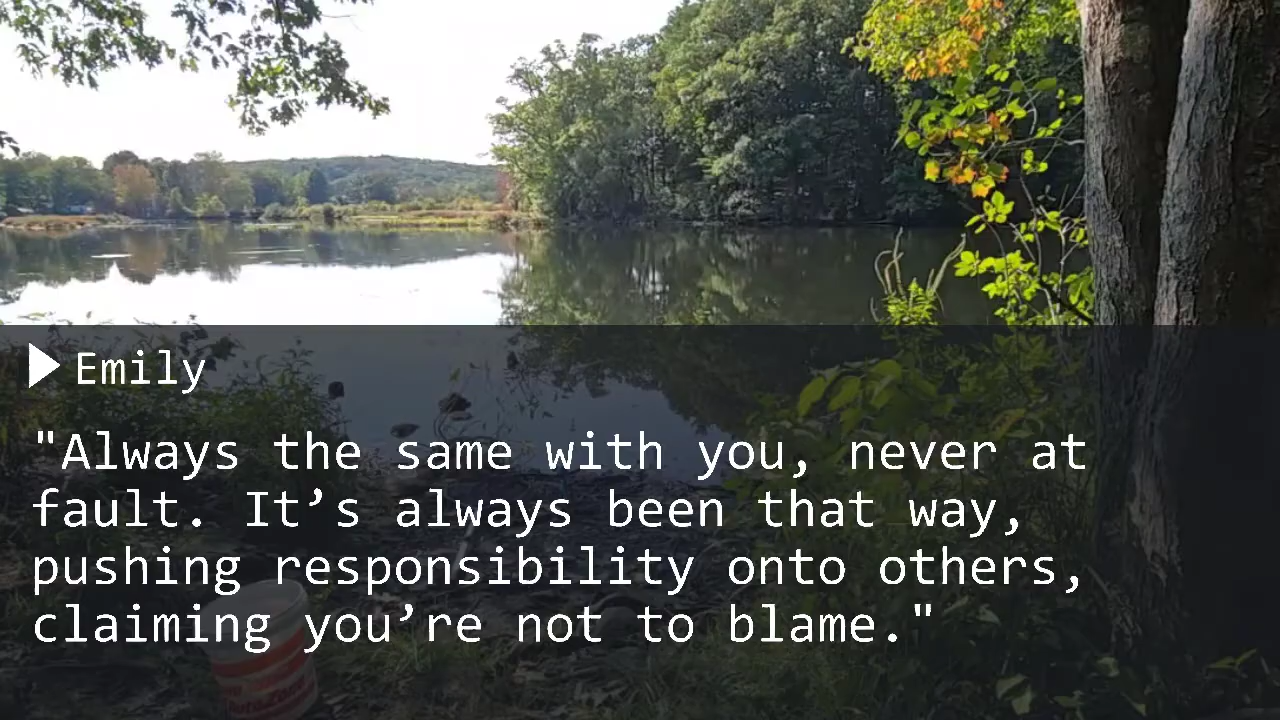 Emily
"Always the same with you, never at
fault. It’s always been that way,
pushing responsibility onto others,
claiming you’re not to blame."
AutoZone